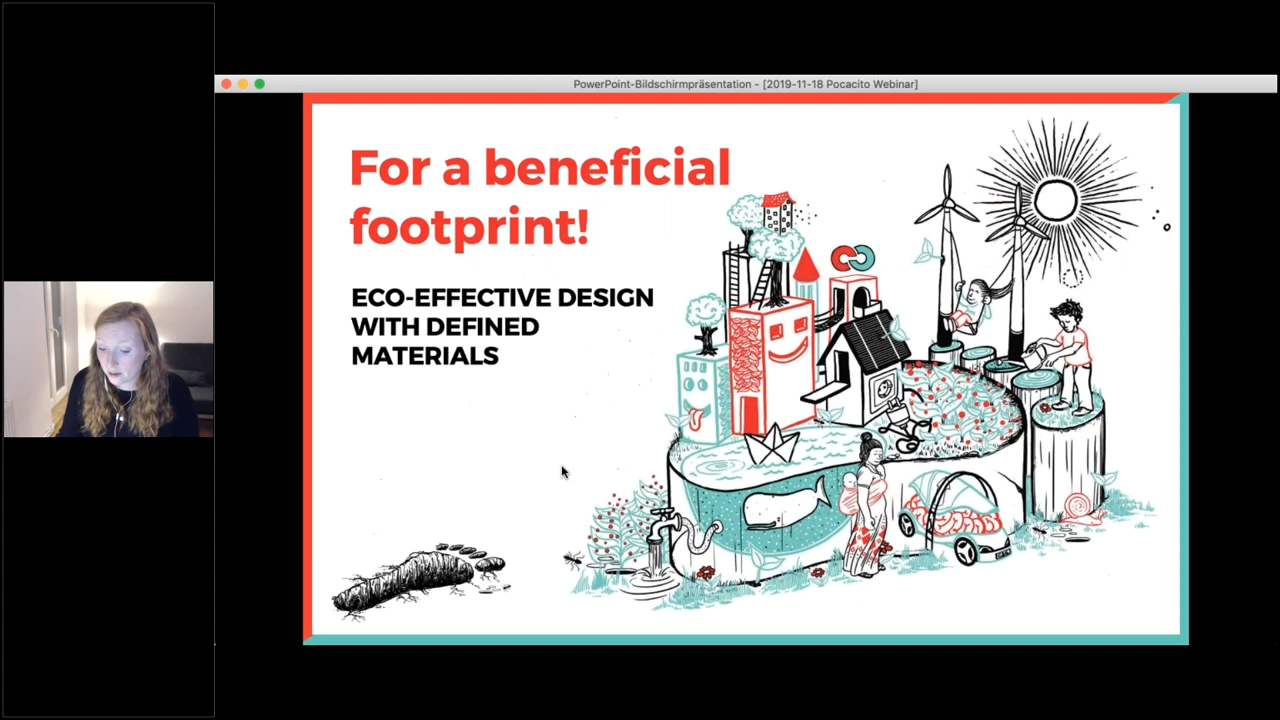 PowerPoint-Bildschirmpräsentation - [2019-11-18 Pocacito Webinar]
For a beneficial
footprint!
ECO-EFFECTIVE DESIGN
WITH DEFINED
MATERIALS